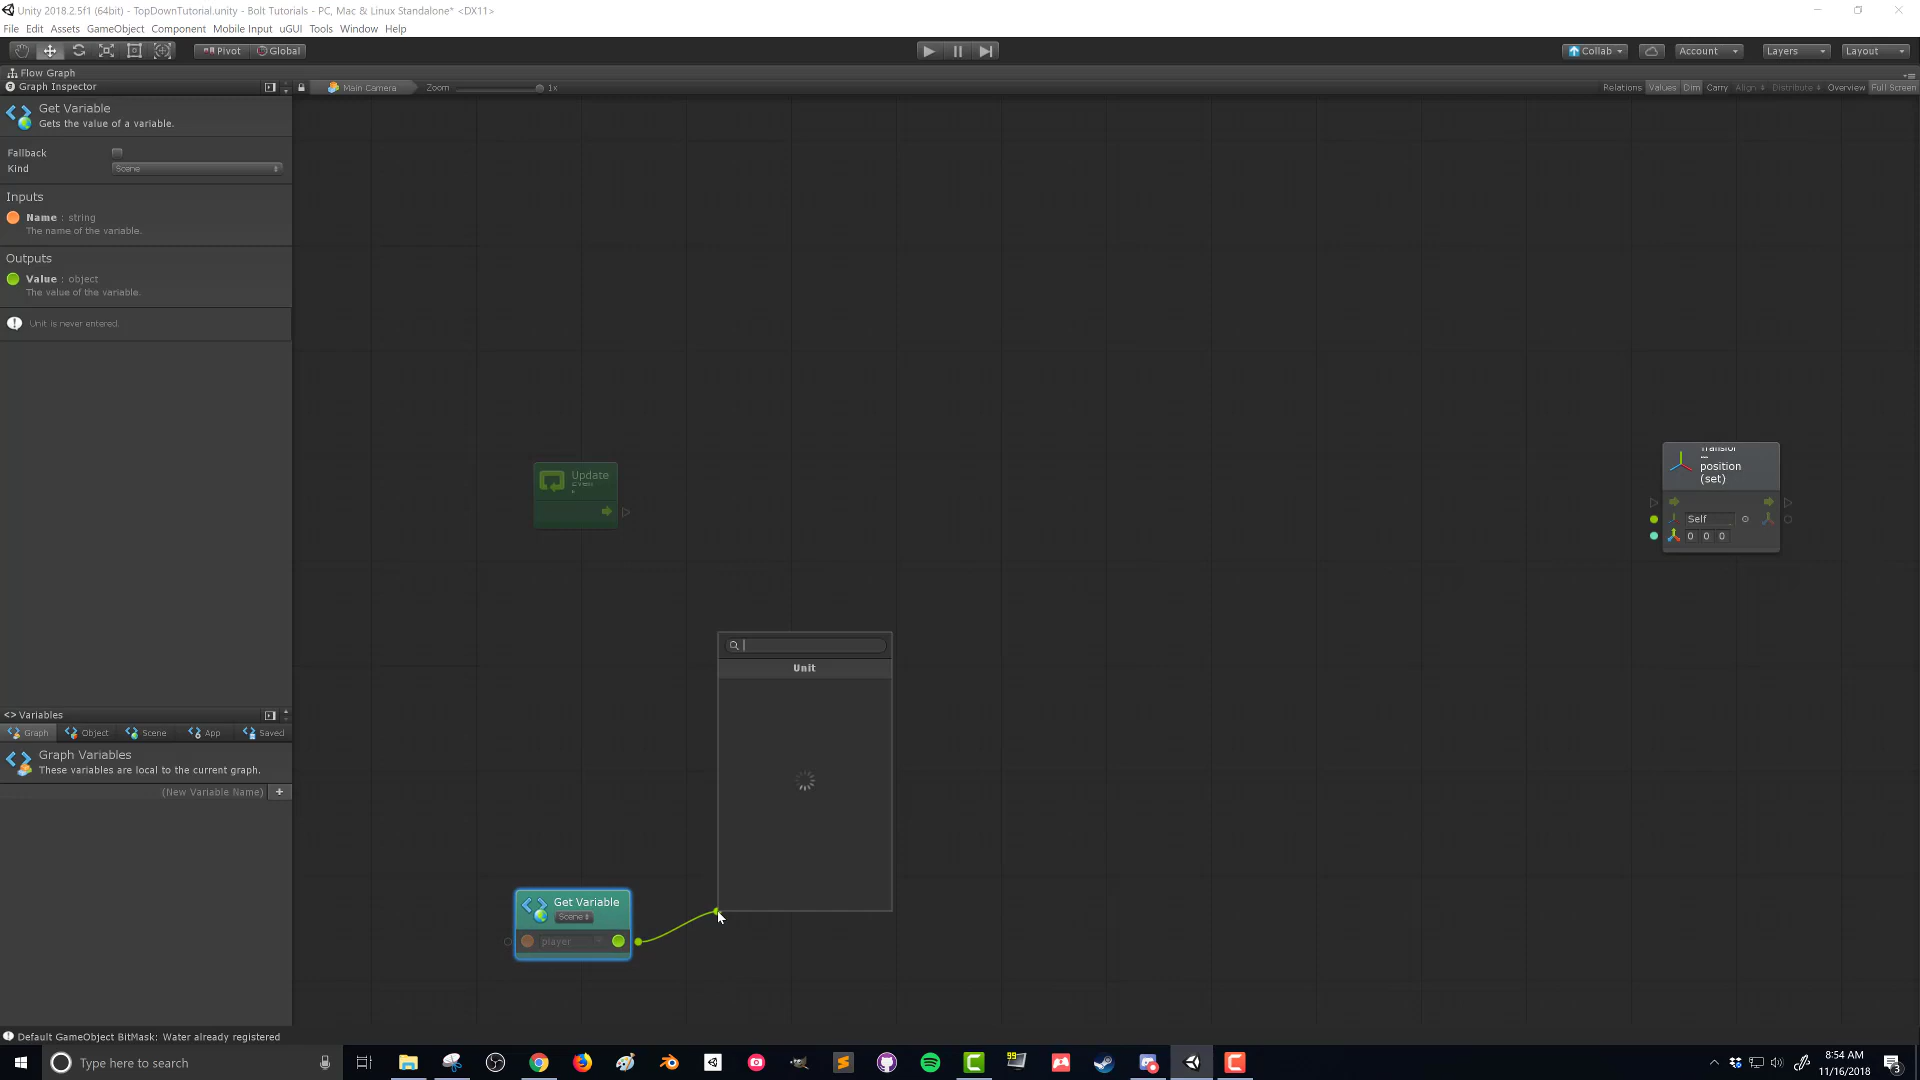 Unity 2018.2.5f1 (64bit) - TopDownTutorial.unity - Bolt Tutorials - PC, Mac & Linux Standalone* <DX11>
File Edit Assets GameObject Component Mobile Input uGUI Tools Window Help
Pivot Global Collab Account Layers Layout
Flow Graph
Graph Inspector Main Camera Zoom 1x Relations Values Dim Carry Align Distribute Overview Full Screen
Get Variable
Gets the value of a variable.
Fallback
Kind Scene
Inputs
Name : string
The name of the variable.
Outputs
Value : object
The value of the variable.
Unit is never entered.
Update
position
(set)
Self
0 0 0
Unit
<> Variables
Graph Object Scene App Saved
Graph Variables
These variables are local to the current graph.
(New Variable Name) +
Get Variable
Scene
player
Default GameObject BitMask: Water already registered
Type here to search
99
8:54 AM
11/16/2018
3